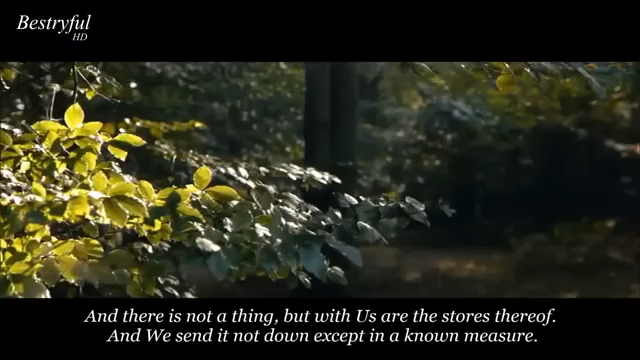 Bestryful
HD
And there is not a thing, but with Us are the stores thereof.
And We send it not down except in a known measure.